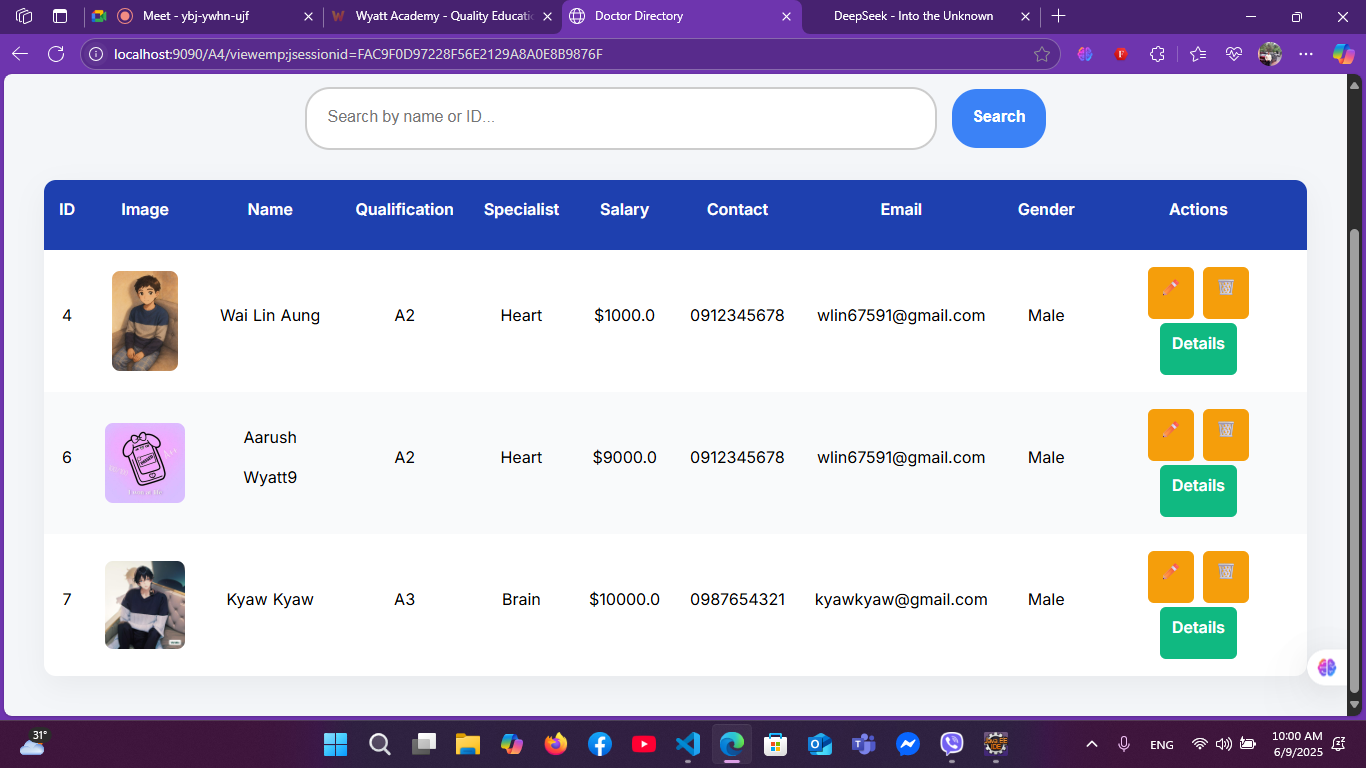 Meet - ybj-ywhn-ujf
Wyatt Academy - Quality Educatio
Doctor Directory
DeepSeek - Into the Unknown
localhost:9090/A4/viewemp;jsessionid=FAC9F0D97228F56E2129A8A0E8B9876F
Search by name or ID...
Search
ID Image Name Qualification Specialist Salary Contact Email Gender Actions
4 Wai Lin Aung A2 Heart $1000.0 0912345678 wlin67591@gmail.com Male
Details
6 Aarush Wyatt9 A2 Heart $9000.0 0912345678 wlin67591@gmail.com Male
Details
7 Kyaw Kyaw A3 Brain $10000.0 0987654321 kyawkyaw@gmail.com Male
Details
31°
ENG
10:00 AM
6/9/2025